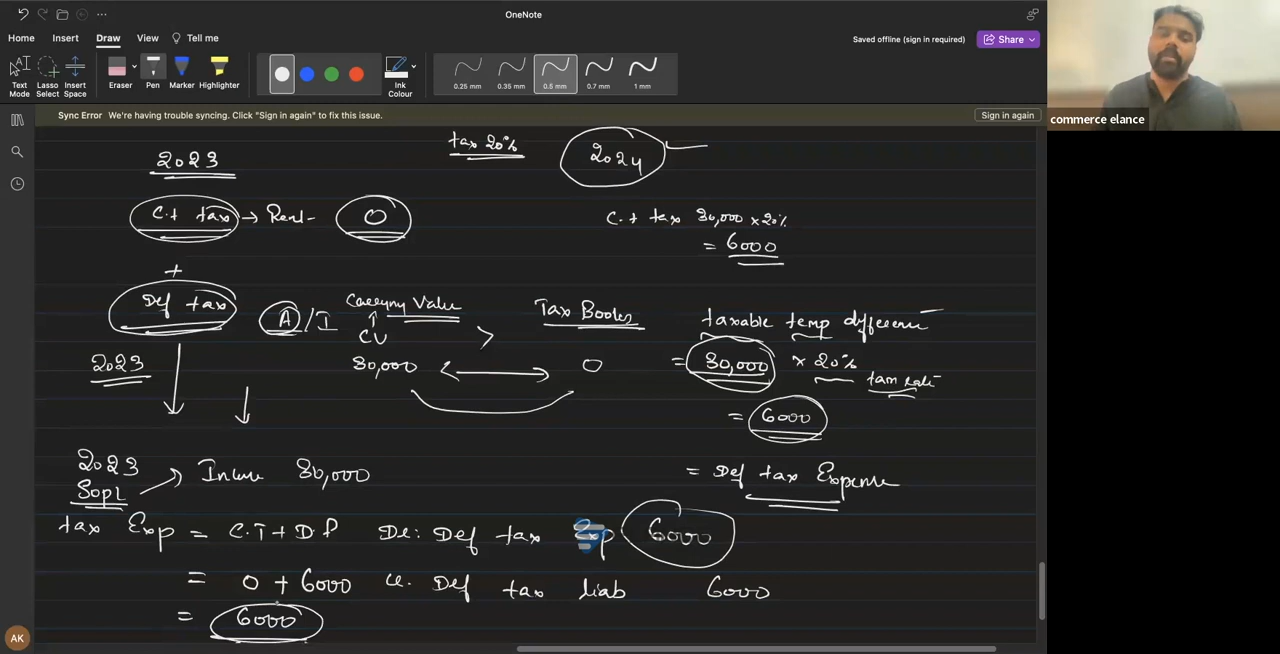 OneNote
Home Insert Draw View Tell me
Saved offline (sign in required) Share
Text Mode Lasso Select Insert Space Eraser Pen Marker Highlighter Ink Colour 0.25 mm 0.35 mm 0.5 mm 0.7 mm 1 mm
commerce elance
Sync Error We're having trouble syncing. Click "Sign in again" to fix this issue. Sign in again
2023 tax 20% 2024
C.t tax → Rent- 0 C.t tax 30,000 x 20%
= 6000
+
Def tax A/I Carrying Value Tax Books taxable temp different
CV >
2023 30,000 0 = 30,000 x 20% tax rate
= 6000
2023 Income 30,000 = Def tax Expense
Sopl
tax Exp = C.T + D.P De: Def tax Exp 6000
= 0 + 6000 Cr. Def tax liab 6000
= 6000
AK